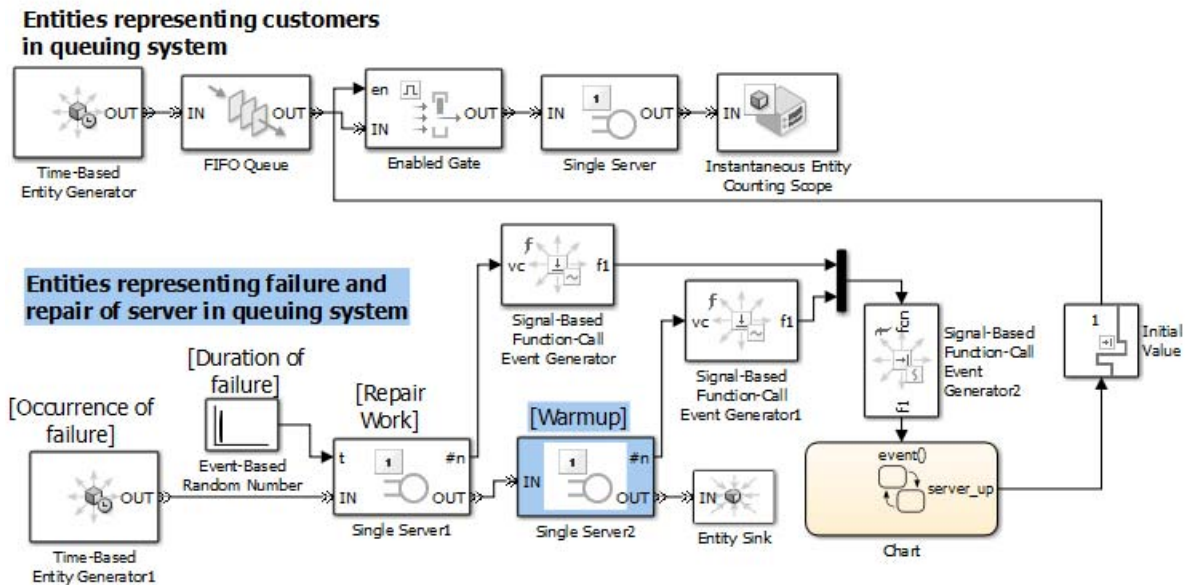 Entities representing customers
in queuing system
OUT
Time-Based
Entity Generator
IN
OUT
FIFO Queue
en
IN
OUT
Enabled Gate
IN
1
OUT
Single Server
IN
Instantaneous Entity
Counting Scope
Entities representing failure and
repair of server in queuing system
f
vc
f1
Signal-Based
Function-Call
Event Generator
f
vc
f1
Signal-Based
Function-Call
Event Generator1
fcn
f1
Signal-Based
Function-Call
Event
Generator2
1
Initial
Value
[Occurrence of
failure]
OUT
Time-Based
Entity Generator1
[Duration of
failure]
Event-Based
Random Number
[Repair
Work]
t
1
#n
IN
OUT
Single Server1
[Warmup]
1
#n
IN
OUT
Single Server2
IN
Entity Sink
event()
server_up
Chart